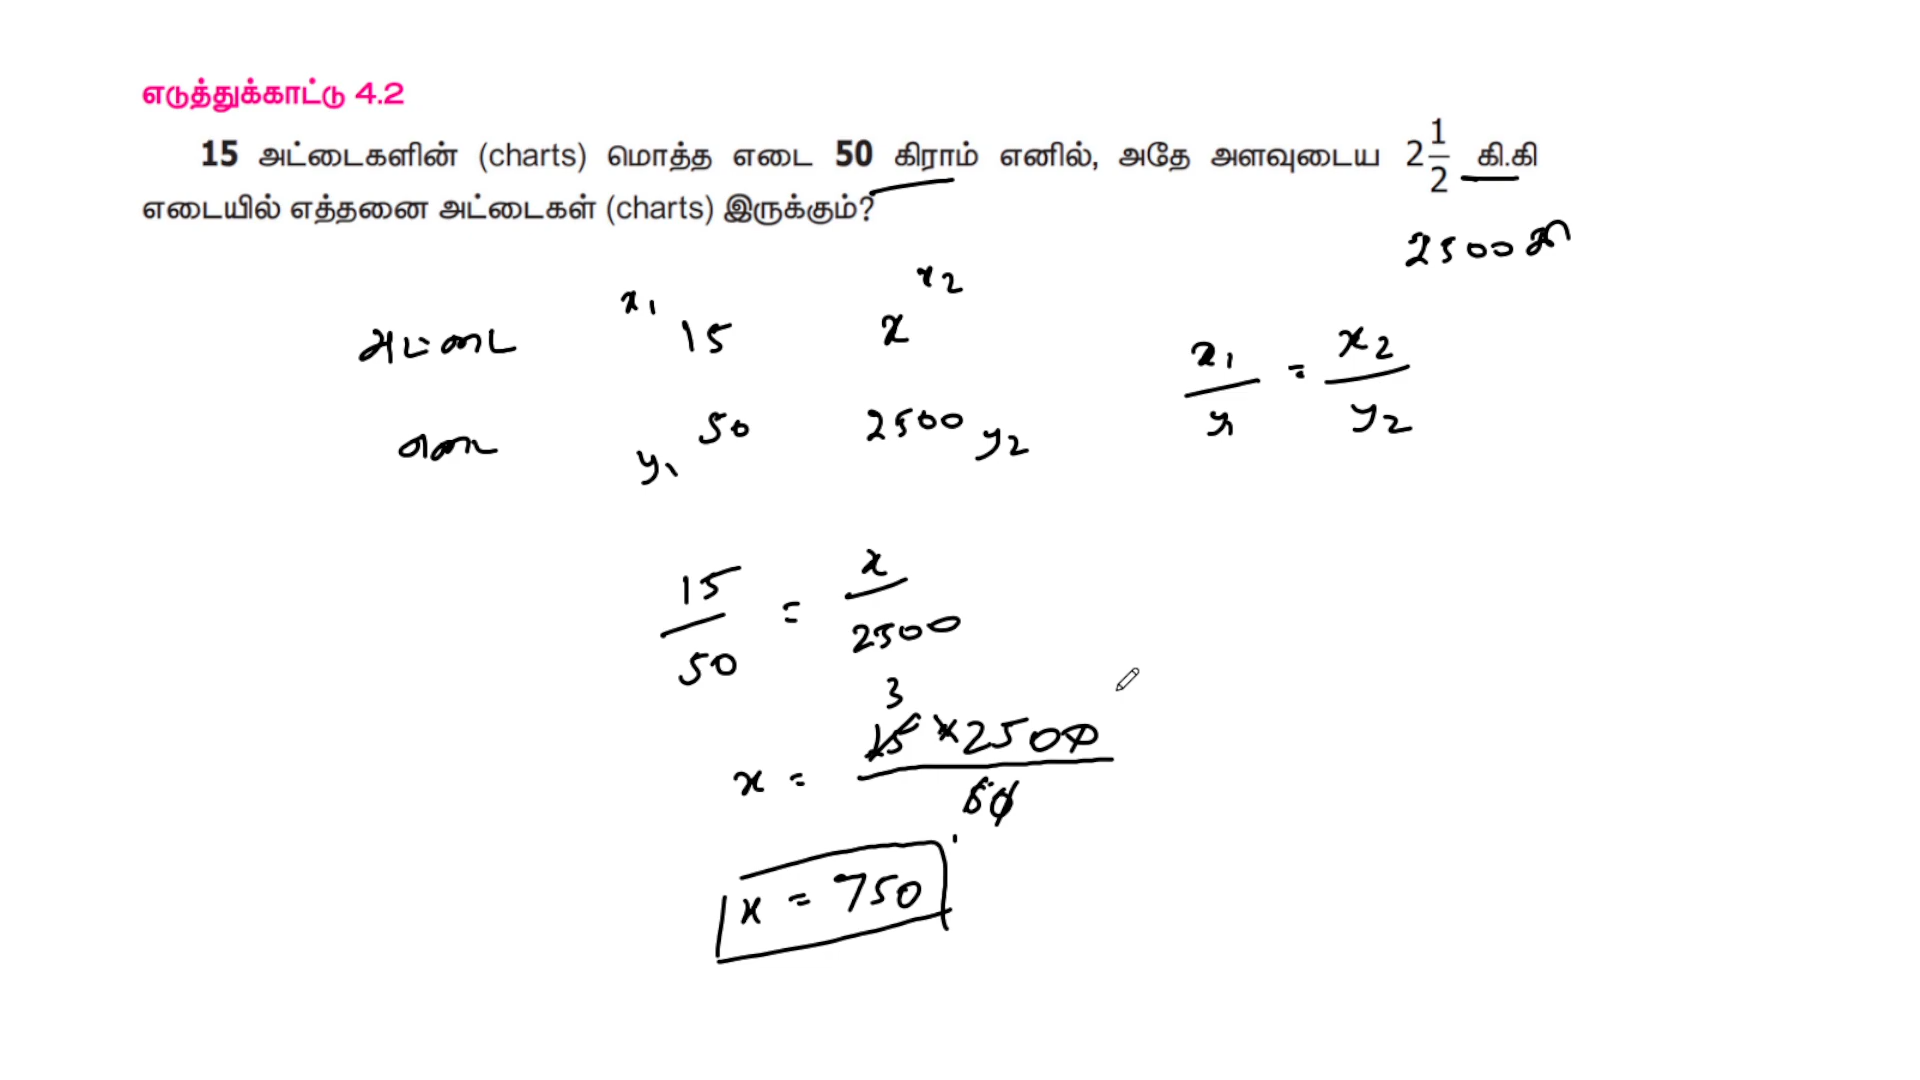 எடுத்துக்காட்டு 4.2
15 அட்டைகளின் (charts) மொத்த எடை 50 கிராம் எனில், அதே அளவுடைய 2 1/2 கி.கி
எடையில் எத்தனை அட்டைகள் (charts) இருக்கும்?
2500 கி
x1 x2
அட்டை 15 x
x1/y1 = x2/y2
எடை y1 50 2500 y2
15/50 = x/2500
3
x = 15 × 2500/50
x = 750